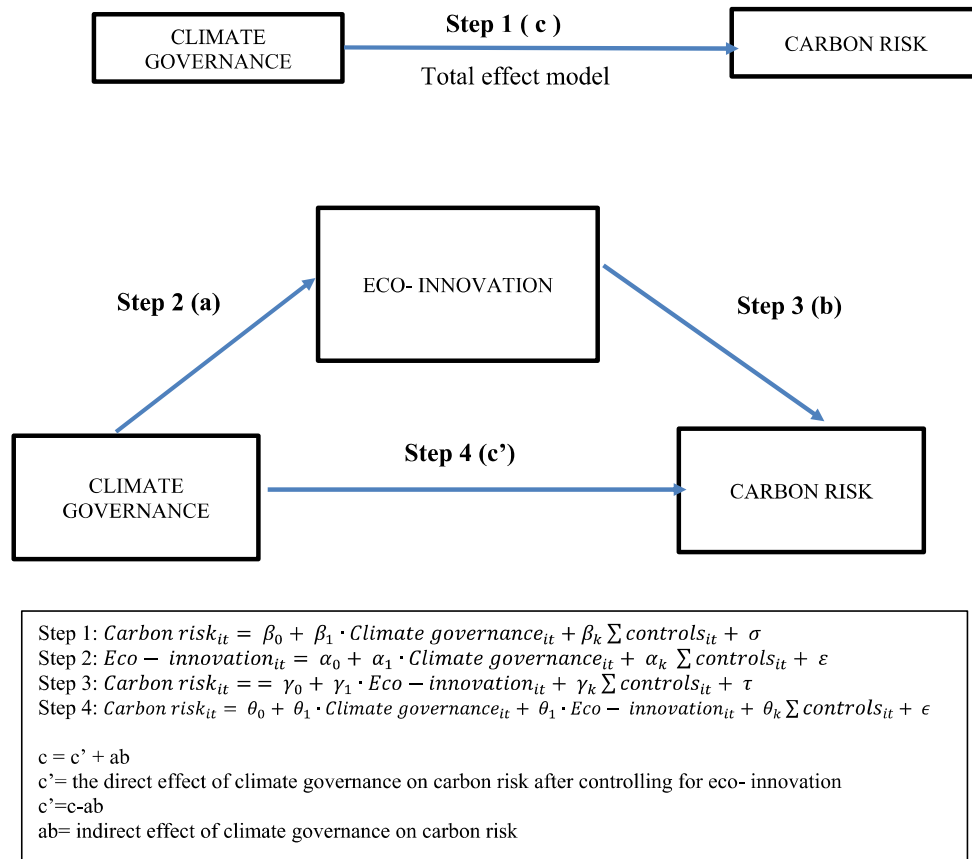 CLIMATE
GOVERNANCE
Step 1 ( c )
Total effect model
CARBON RISK
ECO- INNOVATION
Step 2 (a)
Step 3 (b)
Step 4 (c’)
CLIMATE
GOVERNANCE
CARBON RISK
Step 1: Carbon risk_it = β_0 + β_1 · Climate governance_it + β_k ∑ controls_it + σ
Step 2: Eco − innovation_it = α_0 + α_1 · Climate governance_it + α_k ∑ controls_it + ε
Step 3: Carbon risk_it = = γ_0 + γ_1 · Eco − innovation_it + γ_k ∑ controls_it + τ
Step 4: Carbon risk_it = θ_0 + θ_1 · Climate governance_it + θ_1 · Eco − innovation_it + θ_k ∑ controls_it + ϵ
c = c’ + ab
c’= the direct effect of climate governance on carbon risk after controlling for eco- innovation
c’=c-ab
ab= indirect effect of climate governance on carbon risk